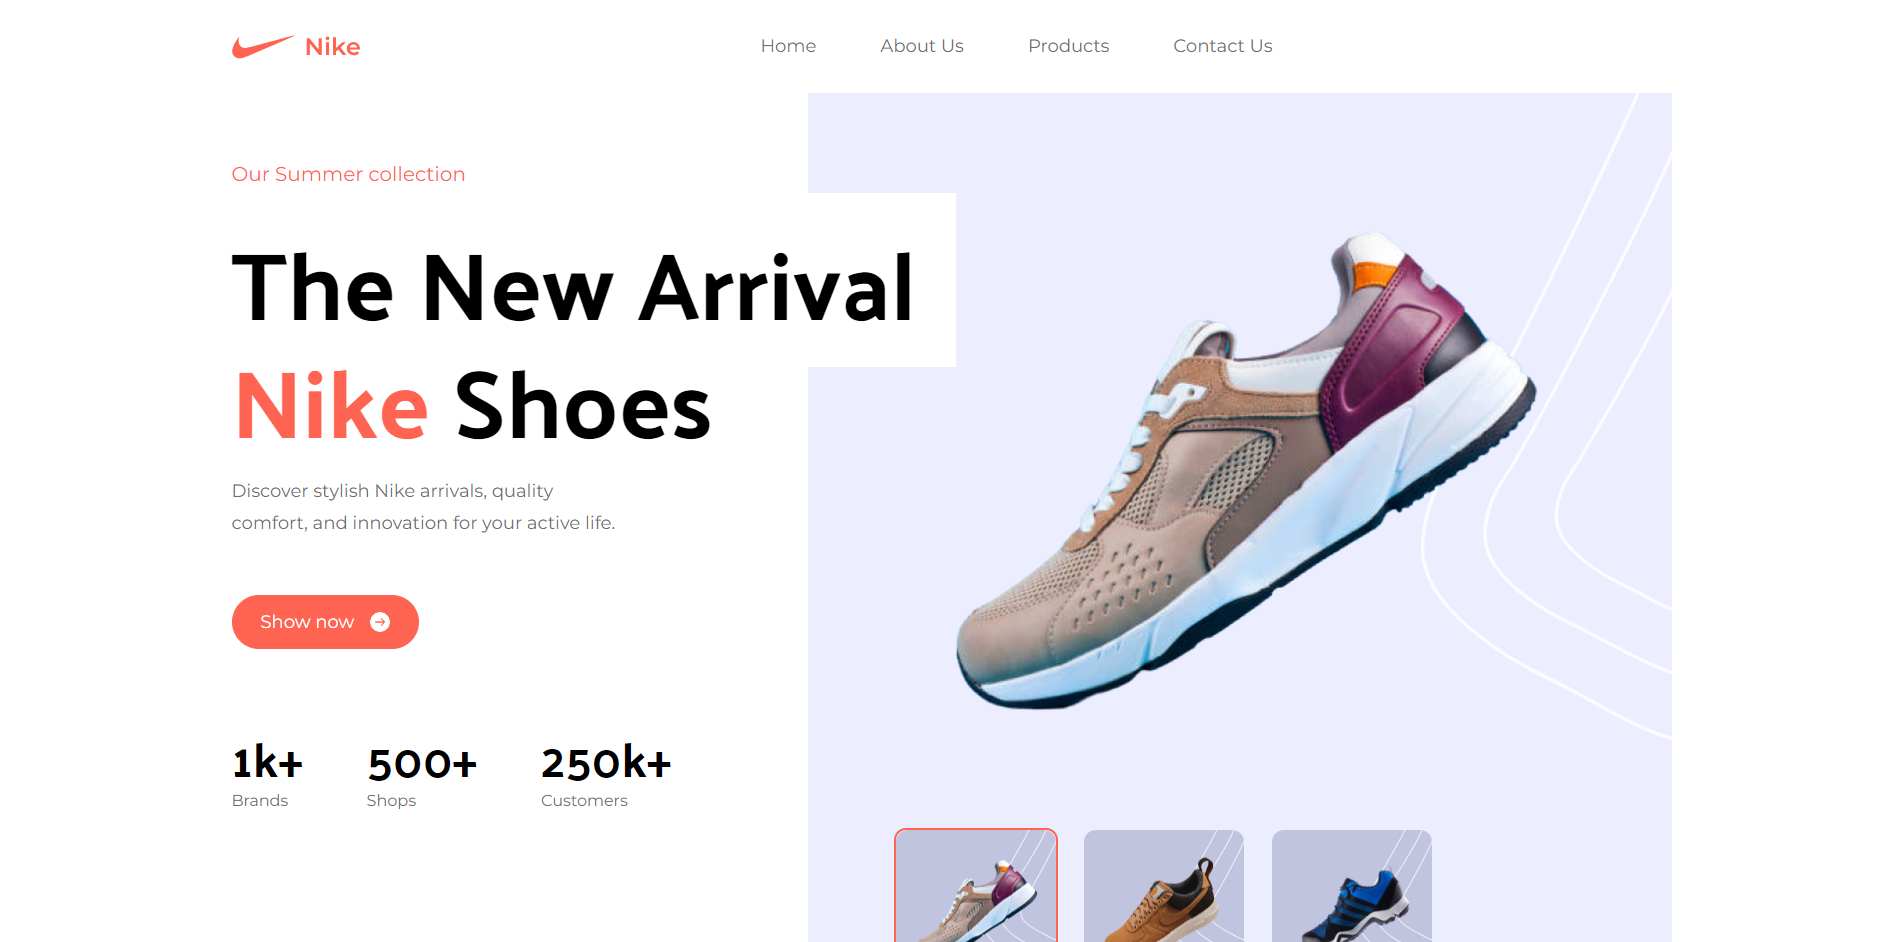 Nike
Home About Us Products Contact Us
Our Summer collection
The New Arrival
Nike Shoes
Discover stylish Nike arrivals, quality
comfort, and innovation for your active life.
Show now
1k+ 500+ 250k+
Brands Shops Customers